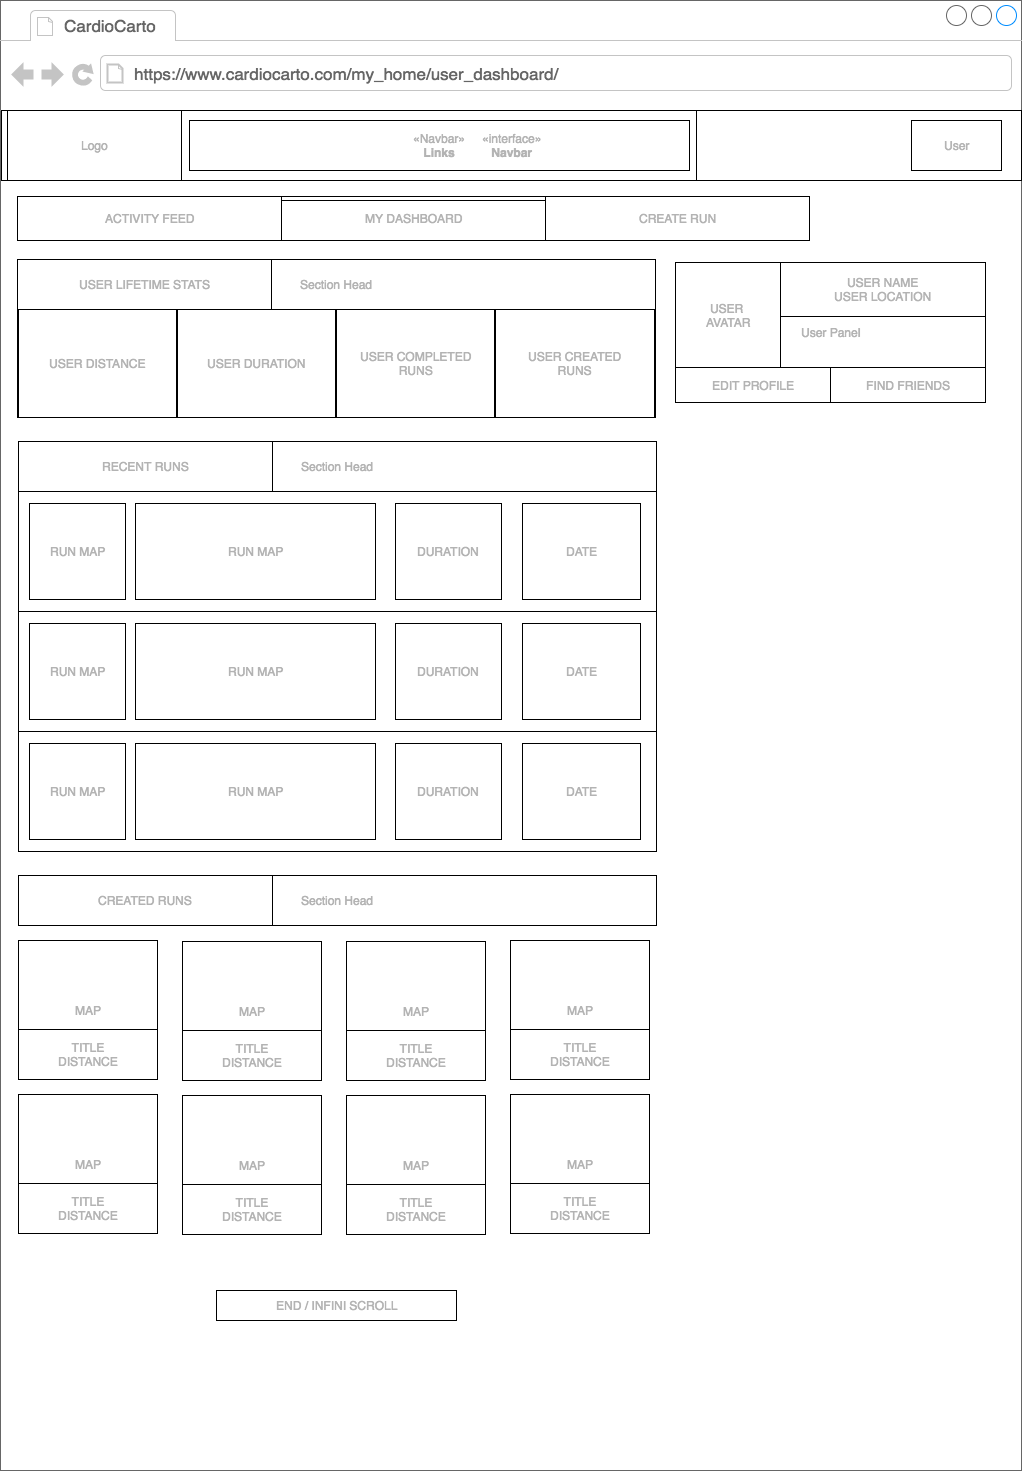 CardioCarto
https://www.cardiocarto.com/my_home/user_dashboard/
Logo
«Navbar» «interface»
Links Navbar
User
ACTIVITY FEED
MY DASHBOARD
CREATE RUN
USER LIFETIME STATS
Section Head
USER DISTANCE
USER DURATION
USER COMPLETED
RUNS
USER CREATED
RUNS
USER
AVATAR
USER NAME
USER LOCATION
User Panel
EDIT PROFILE
FIND FRIENDS
RECENT RUNS
Section Head
RUN MAP
RUN MAP
DURATION
DATE
RUN MAP
RUN MAP
DURATION
DATE
RUN MAP
RUN MAP
DURATION
DATE
CREATED RUNS
Section Head
MAP
TITLE
DISTANCE
MAP
TITLE
DISTANCE
MAP
TITLE
DISTANCE
MAP
TITLE
DISTANCE
MAP
TITLE
DISTANCE
MAP
TITLE
DISTANCE
MAP
TITLE
DISTANCE
MAP
TITLE
DISTANCE
END / INFINI SCROLL